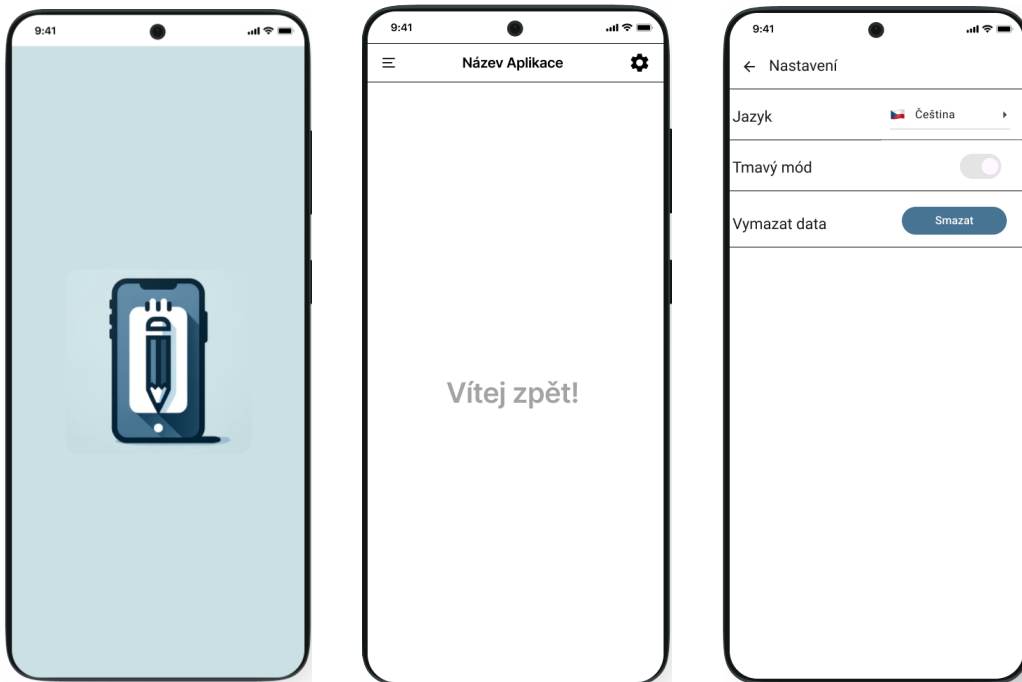 9:41
9:41
Název Aplikace
Vítej zpět!
9:41
Nastavení
Jazyk
Čeština
Tmavý mód
Vymazat data
Smazat